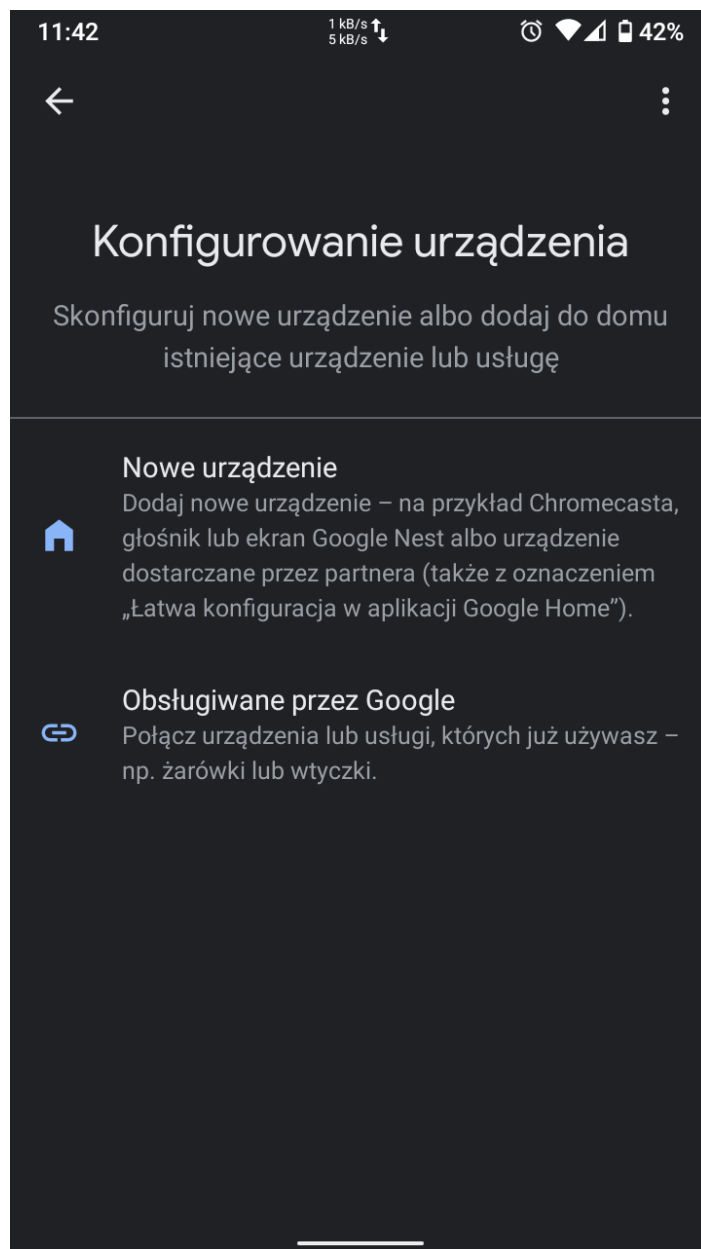 11:42
1 kB/s
5 kB/s
42%
Konfigurowanie urządzenia
Skonfiguruj nowe urządzenie albo dodaj do domu
istniejące urządzenie lub usługę
Nowe urządzenie
Dodaj nowe urządzenie – na przykład Chromecasta,
głośnik lub ekran Google Nest albo urządzenie
dostarczane przez partnera (także z oznaczeniem
„Łatwa konfiguracja w aplikacji Google Home”).
Obsługiwane przez Google
Połącz urządzenia lub usługi, których już używasz –
np. żarówki lub wtyczki.